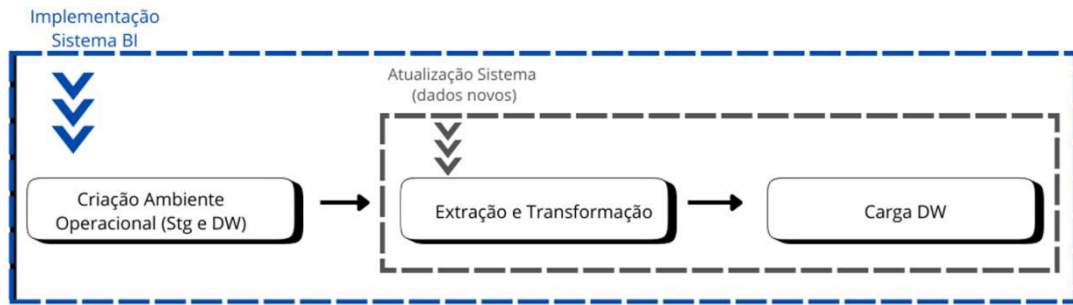 Implementação
Sistema BI
Atualização Sistema
(dados novos)
Criação Ambiente
Operacional (Stg e DW)
Extração e Transformação
Carga DW